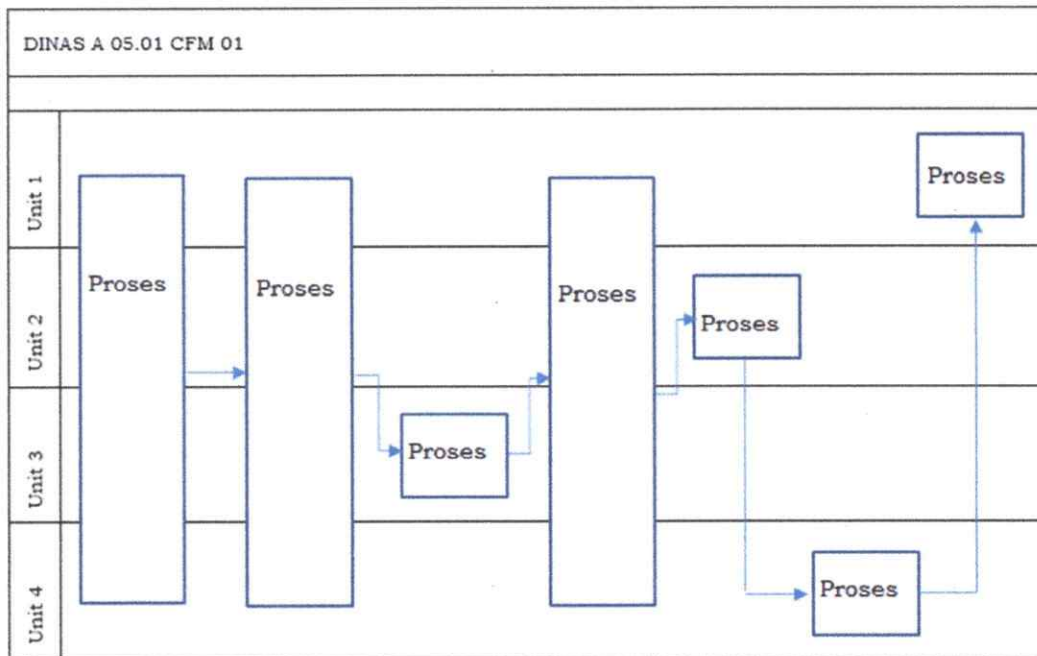 DINAS A 05.01 CFM 01
Unit 1
Proses
Unit 2
Proses
Proses
Proses
Proses
Unit 3
Proses
Unit 4
Proses